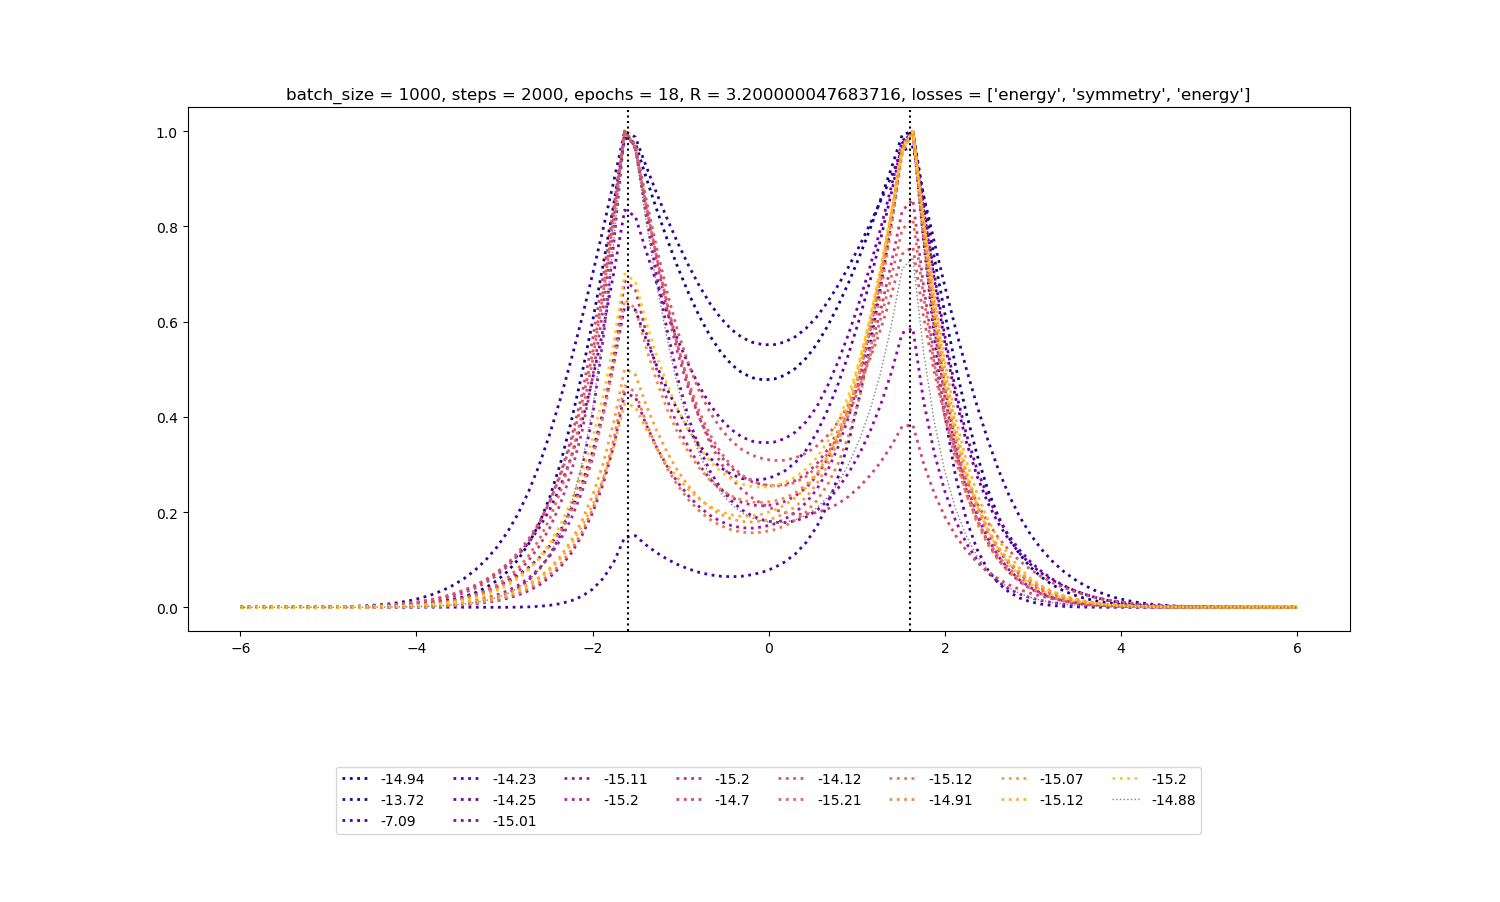 batch_size = 1000, steps = 2000, epochs = 18, R = 3.200000047683716, losses = ['energy', 'symmetry', 'energy']
1.0
0.8
0.6
0.4
0.2
0.0
−6 −4 −2 0 2 4 6
-14.94 -14.23 -15.11 -15.2 -14.12 -15.12 -15.07 -15.2
-13.72 -14.25 -15.2 -14.7 -15.21 -14.91 -15.12 -14.88
-7.09 -15.01